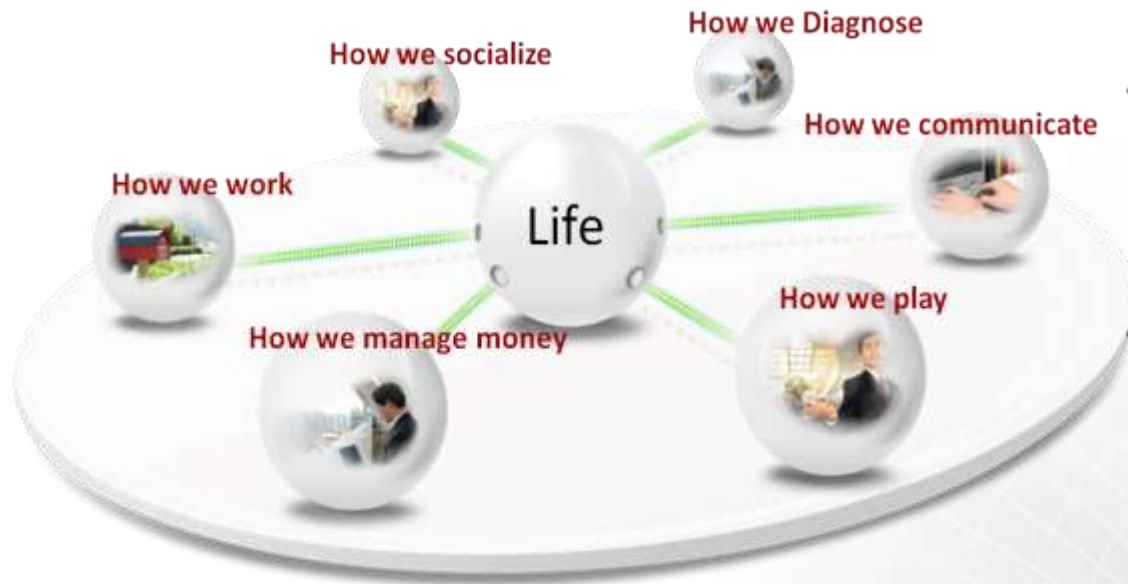 How we Diagnose
How we socialize
How we communicate
How we work
Life
How we play
How we manage money